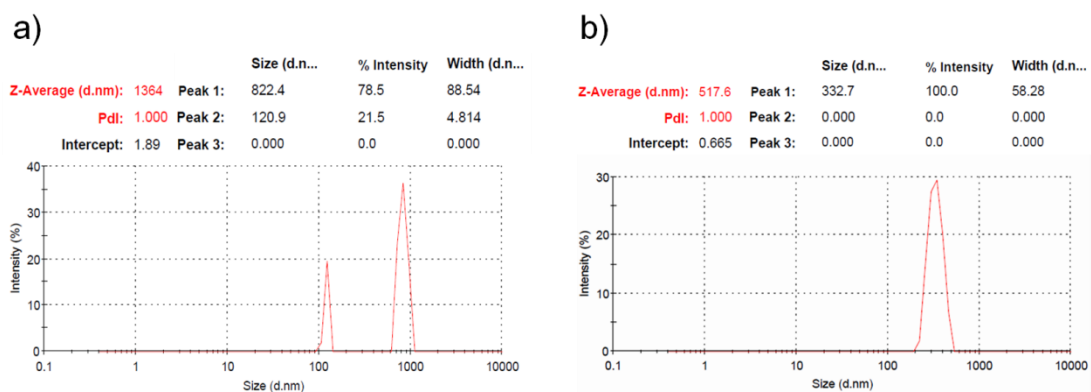 a)
Size (d.n... % Intensity Width (d.n...
Z-Average (d.nm): 1364 Peak 1: 822.4 78.5 88.54
PdI: 1.000 Peak 2: 120.9 21.5 4.814
Intercept: 1.89 Peak 3: 0.000 0.0 0.000
40
30
20
10
0
Intensity (%)
0.1 1 10 100 1000 10000
Size (d.nm)
b)
Size (d.n... % Intensity Width (d.n...
Z-Average (d.nm): 517.6 Peak 1: 332.7 100.0 58.28
PdI: 1.000 Peak 2: 0.000 0.0 0.000
Intercept: 0.665 Peak 3: 0.000 0.0 0.000
30
20
10
0
Intensity (%)
0.1 1 10 100 1000 10000
Size (d.nm)